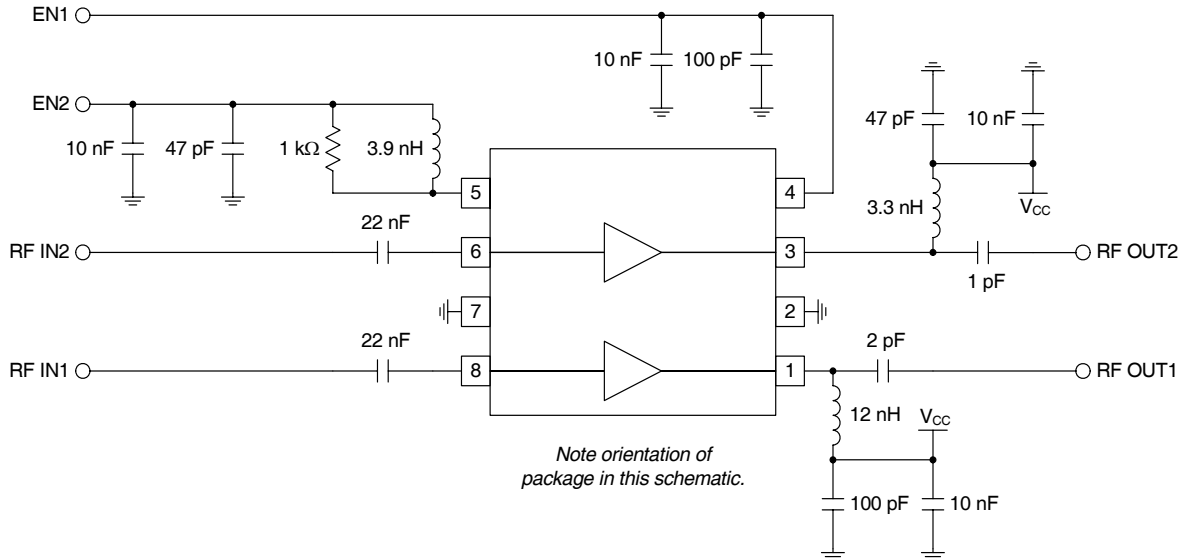 EN1
10 nF
100 pF
EN2
10 nF
47 pF
1 kΩ
3.9 nH
47 pF
10 nF
5
4
3.3 nH
VCC
22 nF
RF IN2
6
3
RF OUT2
1 pF
7
2
22 nF
2 pF
RF IN1
8
1
RF OUT1
12 nH
VCC
Note orientation of
package in this schematic.
100 pF
10 nF